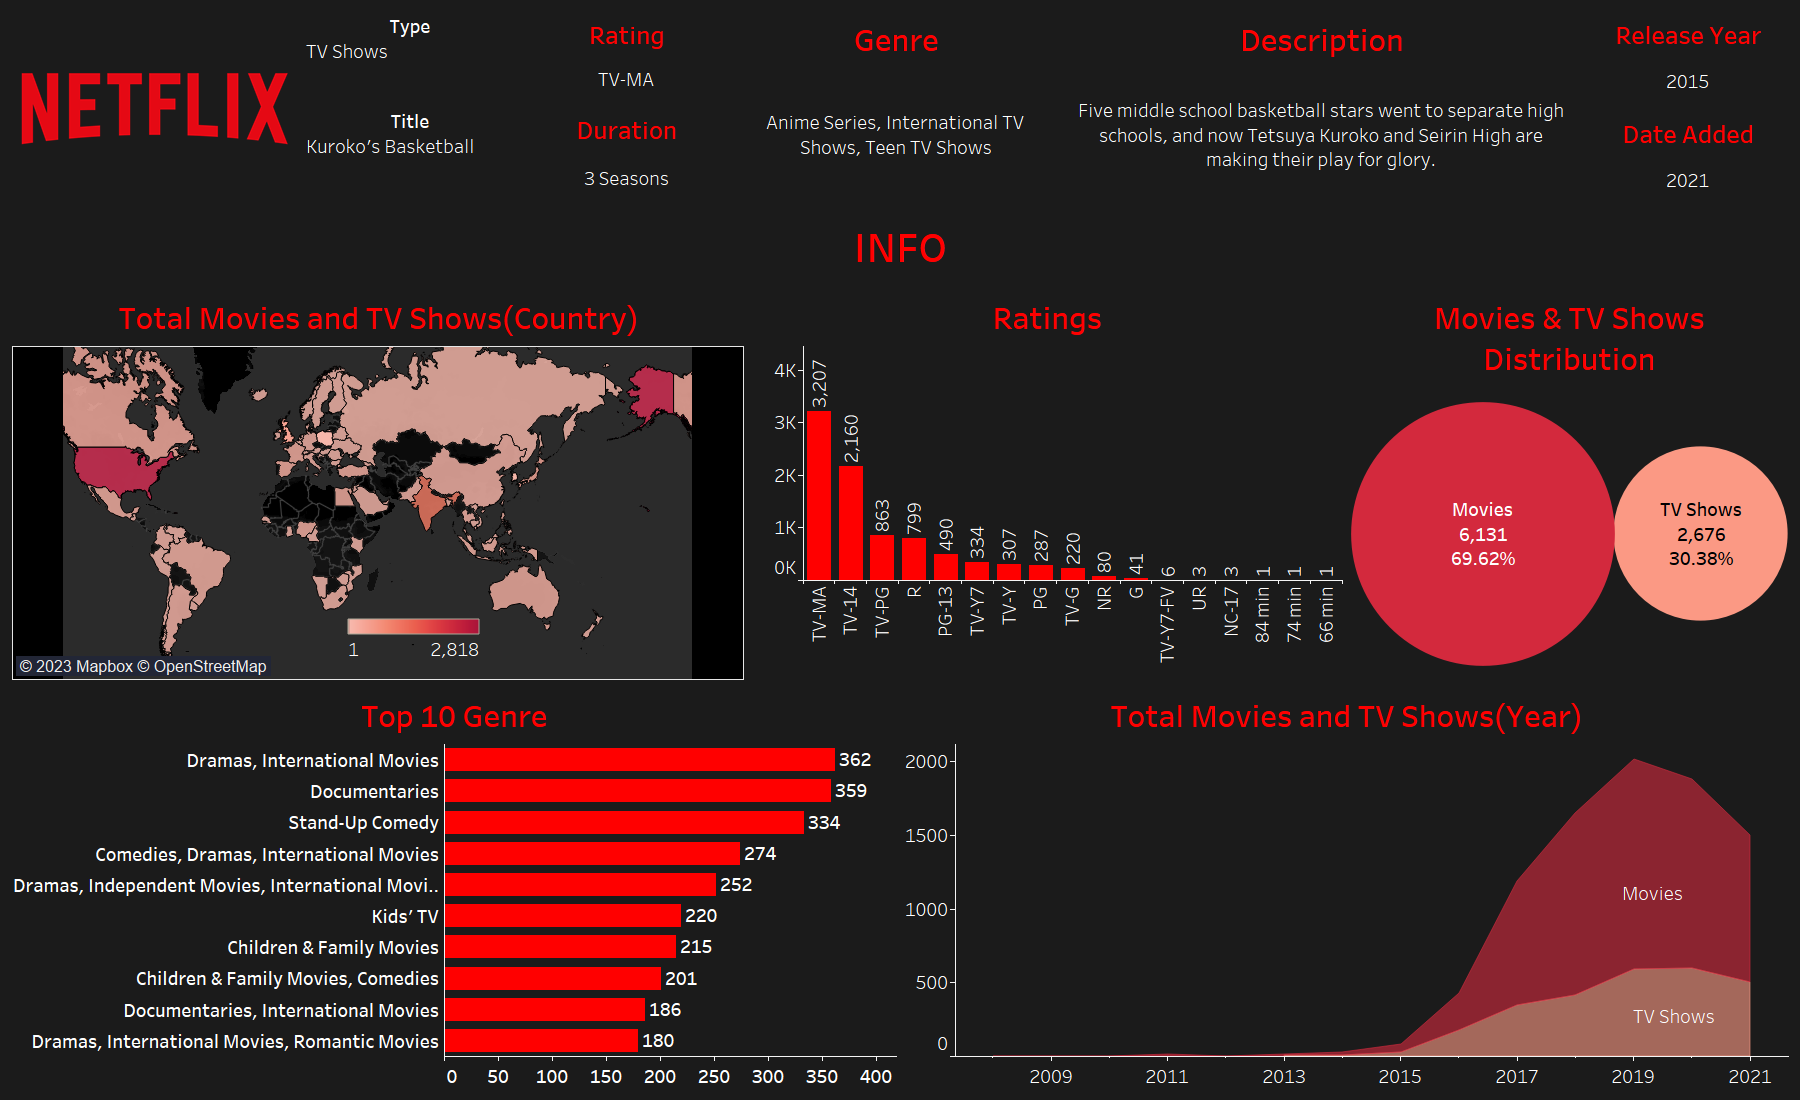 NETFLIX
Type
TV Shows
Title
Kuroko's Basketball
Rating
TV-MA
Duration
3 Seasons
Genre
Anime Series, International TV
Shows, Teen TV Shows
Description
Five middle school basketball stars went to separate high
schools, and now Tetsuya Kuroko and Seirin High are
making their play for glory.
Release Year
2015
Date Added
2021
INFO
Total Movies and TV Shows(Country)
1
2,818
© 2023 Mapbox © OpenStreetMap
Ratings
4K
3K
2K
1K
0K
3,207
2,160
863
799
490
334
307
287
220
80
41
6
3
3
1
1
1
TV-MA
TV-14
TV-PG
R
PG-13
TV-Y7
TV-Y
PG
TV-G
NR
G
TV-Y7-FV
UR
NC-17
84 min
74 min
66 min
Movies & TV Shows
Distribution
Movies
6,131
69.62%
TV Shows
2,676
30.38%
Top 10 Genre
Dramas, International Movies 362
Documentaries 359
Stand-Up Comedy 334
Comedies, Dramas, International Movies 274
Dramas, Independent Movies, International Movi.. 252
Kids' TV 220
Children & Family Movies 215
Children & Family Movies, Comedies 201
Documentaries, International Movies 186
Dramas, International Movies, Romantic Movies 180
0 50 100 150 200 250 300 350 400
Total Movies and TV Shows(Year)
2000
1500
1000
500
0
Movies
TV Shows
2009 2011 2013 2015 2017 2019 2021